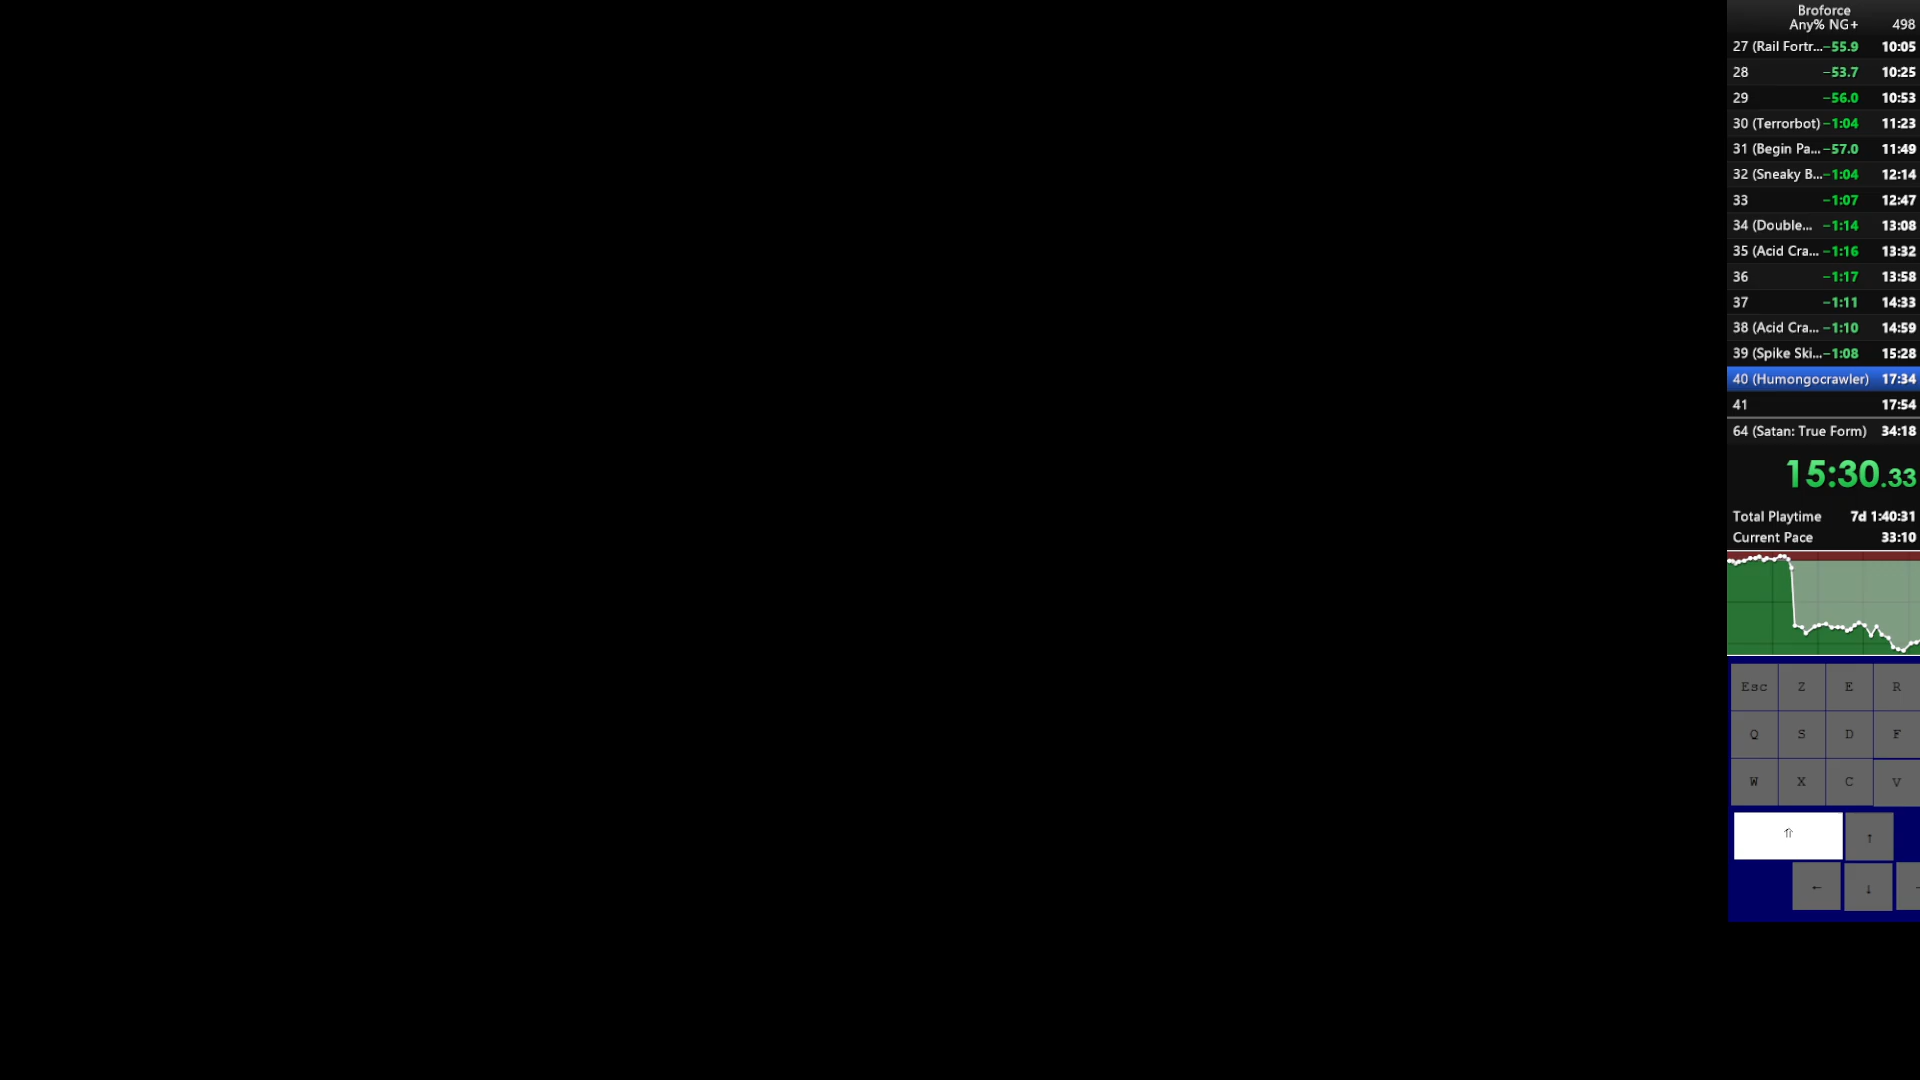 Broforce
Any% NG+ 498
27 (Rail Fortr... −55.9 10:05
28 −53.7 10:25
29 −56.0 10:53
30 (Terrorbot) −1:04 11:23
31 (Begin Pa... −57.0 11:49
32 (Sneaky B... −1:04 12:14
33 −1:07 12:47
34 (Double... −1:14 13:08
35 (Acid Cra... −1:16 13:32
36 −1:17 13:58
37 −1:11 14:33
38 (Acid Cra... −1:10 14:59
39 (Spike Ski... −1:08 15:28
40 (Humongocrawler) 17:34
41 17:54
64 (Satan: True Form) 34:18
15:30.33
Total Playtime 7d 1:40:31
Current Pace 33:10
Esc Z E R
Q S D F
W X C V
⇑ ↑
← ↓